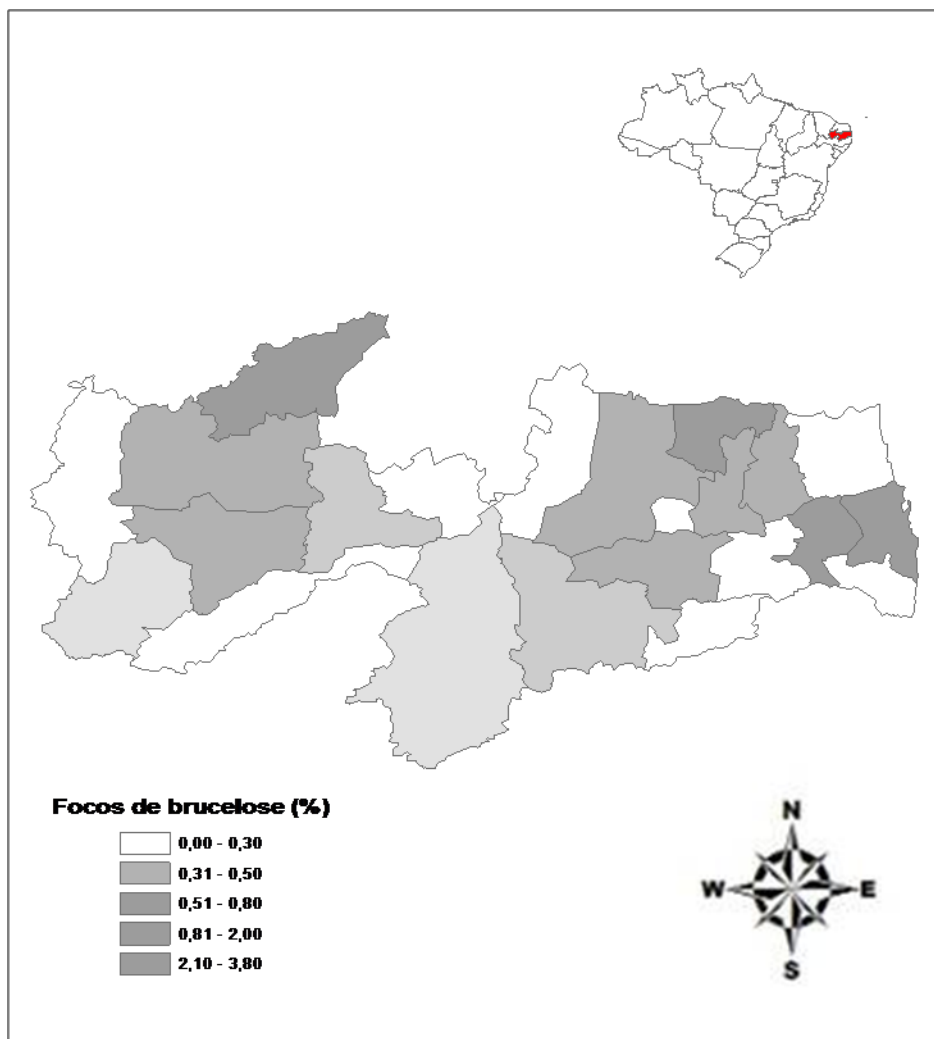 Focos de brucelose (%)
0,00 - 0,30
0,31 - 0,50
0,51 - 0,80
0,81 - 2,00
2,10 - 3,80
N
W E
S